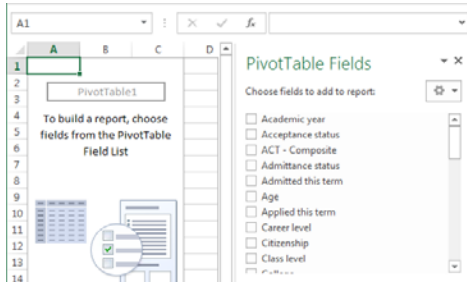 A1
A B C D
1
2
3
4
5
6
7
8
9
10
11
12
13
14
PivotTable1
To build a report, choose
fields from the PivotTable
Field List
PivotTable Fields
Choose fields to add to report:
Academic year
Acceptance status
ACT - Composite
Admittance status
Admitted this term
Age
Applied this term
Career level
Citizenship
Class level